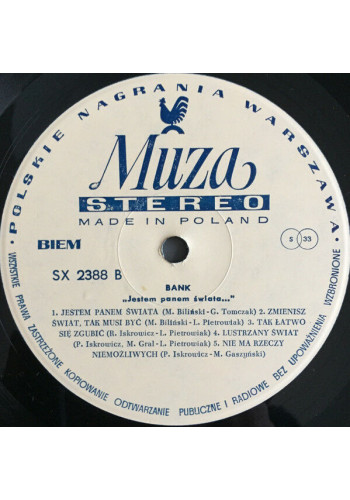 • POLSKIE NAGRANIA WARSZAWA •
Muza
STEREO
MADE IN POLAND
BIEM
S 33
SX 2388 B
BANK
„Jestem panem świata..."
1. JESTEM PANEM ŚWIATA (M. Biliński-G. Tomczak) 2. ZMIENISZ
ŚWIAT, TAK MUSI BYĆ (M. Biliński-L. Pietrowiak) 3. TAK ŁATWO
SIĘ ZGUBIĆ (R. Iskrowicz-L. Pietrowiak) 4. LUSTRZANY ŚWIAT
(P. Iskrowicz, M. Gral-L. Pietrowiak) 5. NIE MA RZECZY
NIEMOŻLIWYCH (P. Iskrowicz-M. Gaszpński)
WSZYSTKIE PRAWA ZASTRZEŻONE KOPIOWANIE ODTWARZANIE PUBLICZNE I RADIOWE BEZ UPOWAŻNIENIA WZBRONIONE